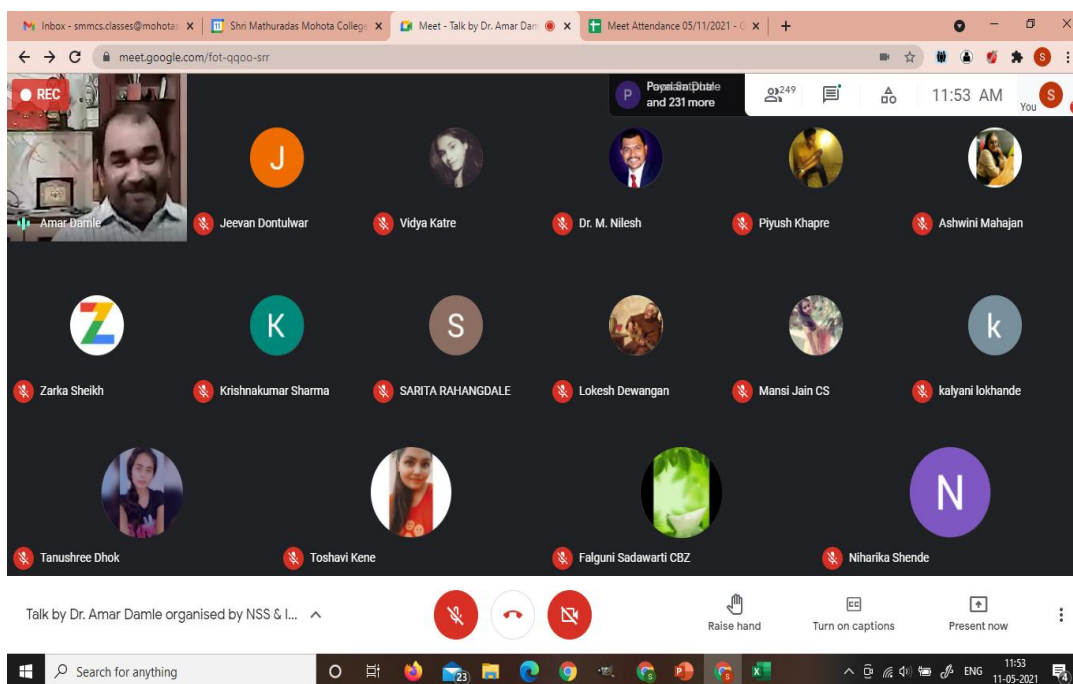 Inbox - smmcs.classes@mohota
Shri Mathuradas Mohota College
Meet - Talk by Dr. Amar Dam
Meet Attendance 05/11/2021 - G
meet.google.com/fot-qqoo-srr
S
REC
P
and 231 more
249
11:53 AM
You
S
J
Amar Damle
Jeevan Dontulwar
Vidya Katre
Dr. M. Nilesh
Piyush Khapre
Ashwini Mahajan
K
S
k
Zarka Sheikh
Krishnakumar Sharma
SARITA RAHANGDALE
Lokesh Dewangan
Mansi Jain CS
kalyani lokhande
N
Tanushree Dhok
Toshavi Kene
Falguni Sadawarti CBZ
Niharika Shende
Talk by Dr. Amar Damle organised by NSS & I...
Raise hand
CC
Turn on captions
Present now
Search for anything
23
ENG
11:53
11-05-2021
4